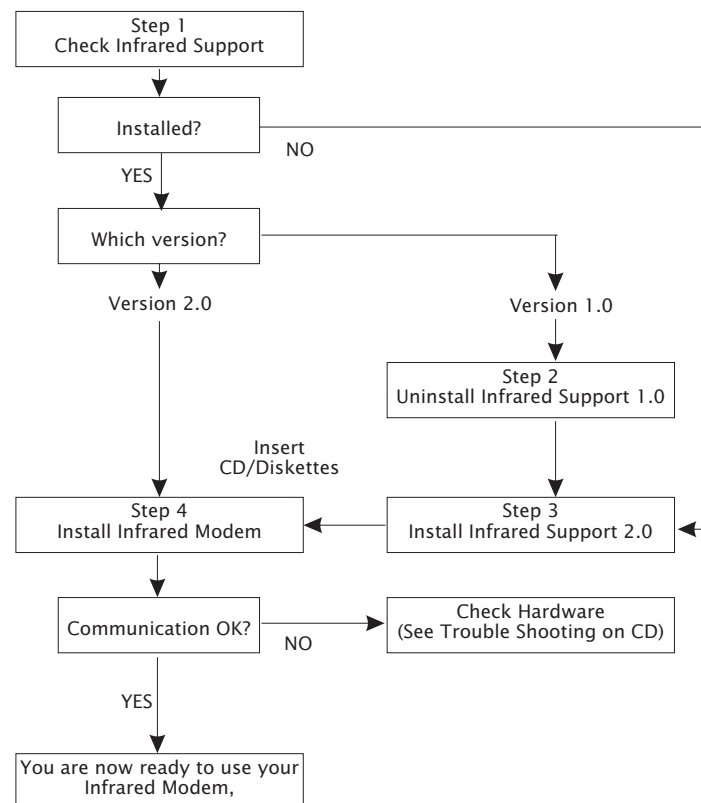 Step 1
Check Infrared Support
Installed?
NO
YES
Which version?
Version 2.0
Version 1.0
Step 2
Uninstall Infrared Support 1.0
Insert
CD/Diskettes
Step 4
Install Infrared Modem
Step 3
Install Infrared Support 2.0
Communication OK?
NO
Check Hardware
(See Trouble Shooting on CD)
YES
You are now ready to use your
Infrared Modem,